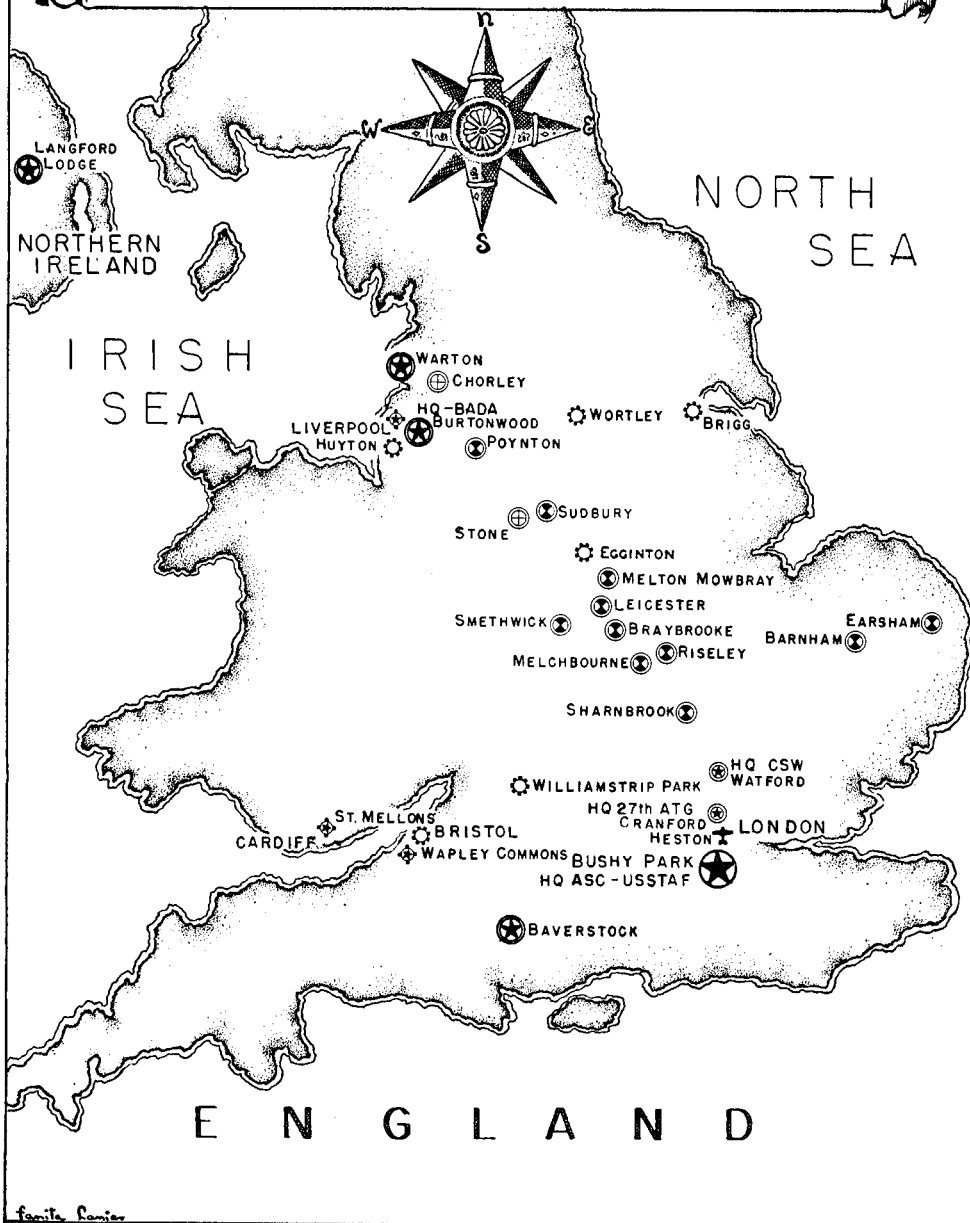 N
W
E
S
LANGFORD
LODGE
NORTHERN
IRELAND
NORTH
SEA
IRISH
SEA
WARTON
CHORLEY
HQ-BADA
BURTONWOOD
LIVERPOOL
HUYTON
POYNTON
WORTLEY
BRIGG
STONE
SUDBURY
EGGINTON
MELTON MOWBRAY
LEICESTER
SMETHWICK
BRAYBROOKE
MELCHBOURNE
RISELEY
EARSHAM
BARNHAM
SHARNBROOK
HQ CSW
WATFORD
WILLIAMSTRIP PARK
HQ 27th ATG
CRANFORD
HESTON
LONDON
ST. MELLONS
CARDIFF
BRISTOL
WAPLEY COMMONS
BUSHY PARK
HQ ASC-USSTAF
BAVERSTOCK
ENGLAND
Fanita Lanier